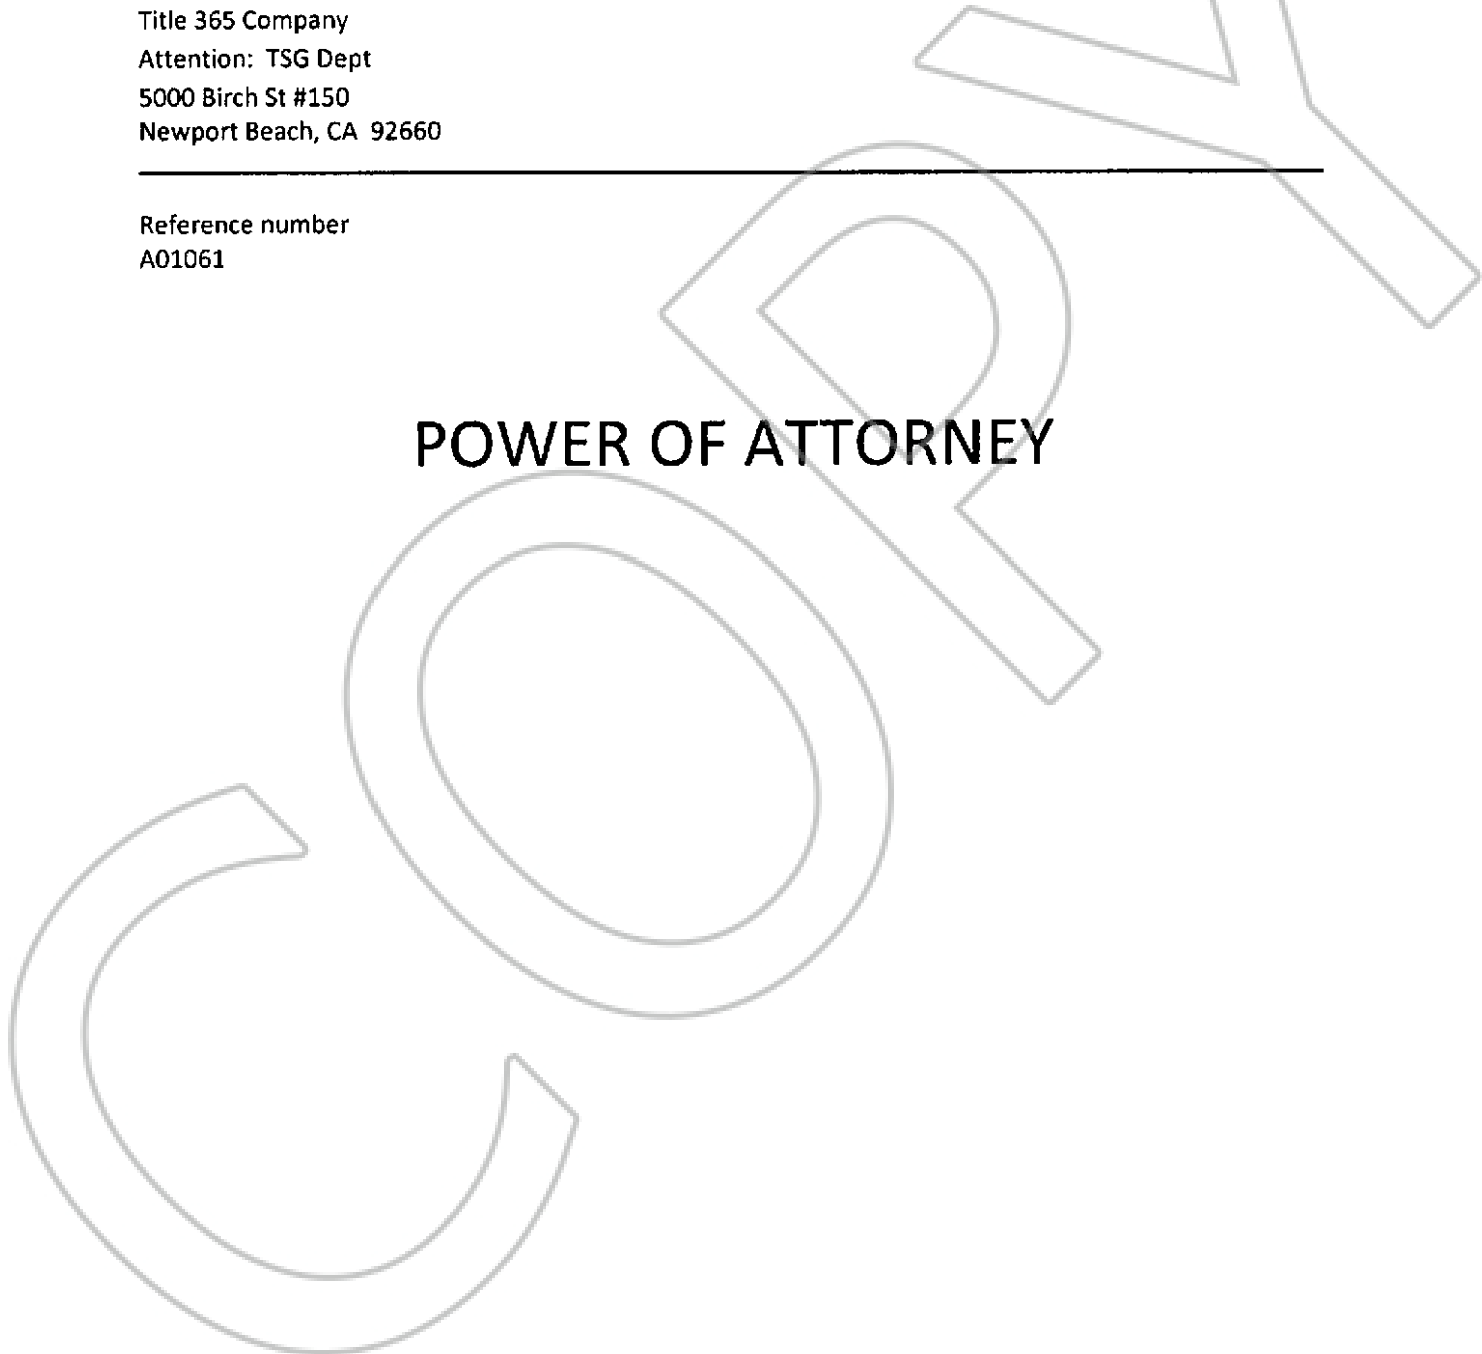 Title 365 Company
Attention: TSG Dept
5000 Birch St #150
Newport Beach, CA 92660
Reference number
A01061
POWER OF ATTORNEY
COPY